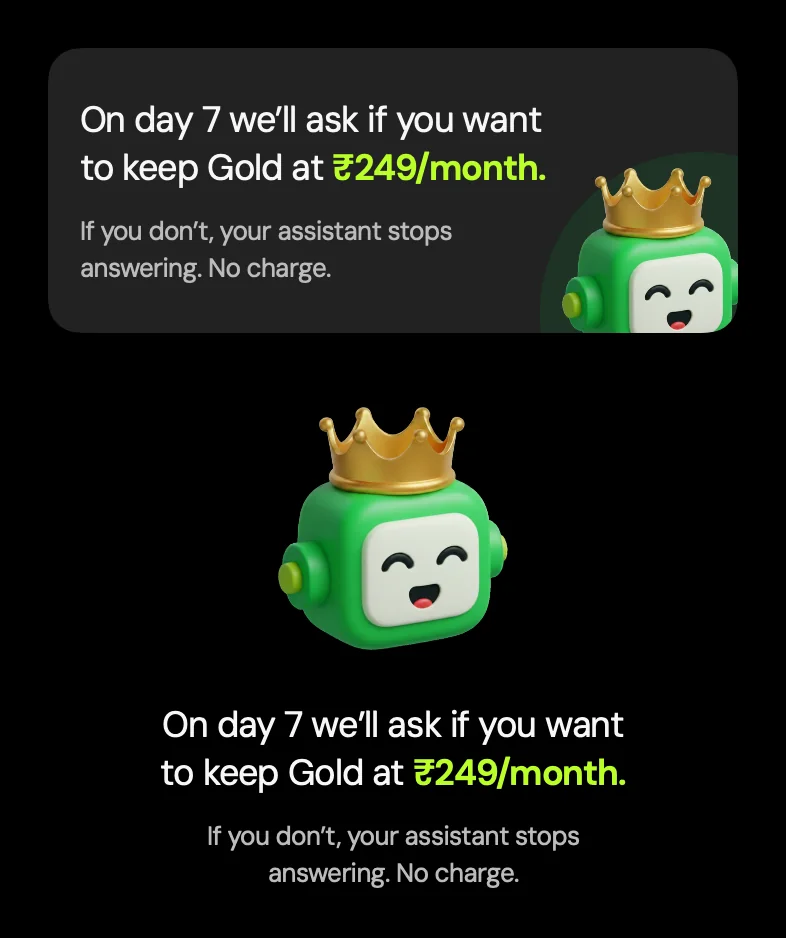 On day 7 we’ll ask if you want
to keep Gold at ₹249/month.
If you don’t, your assistant stops
answering. No charge.
On day 7 we’ll ask if you want
to keep Gold at ₹249/month.
If you don’t, your assistant stops
answering. No charge.